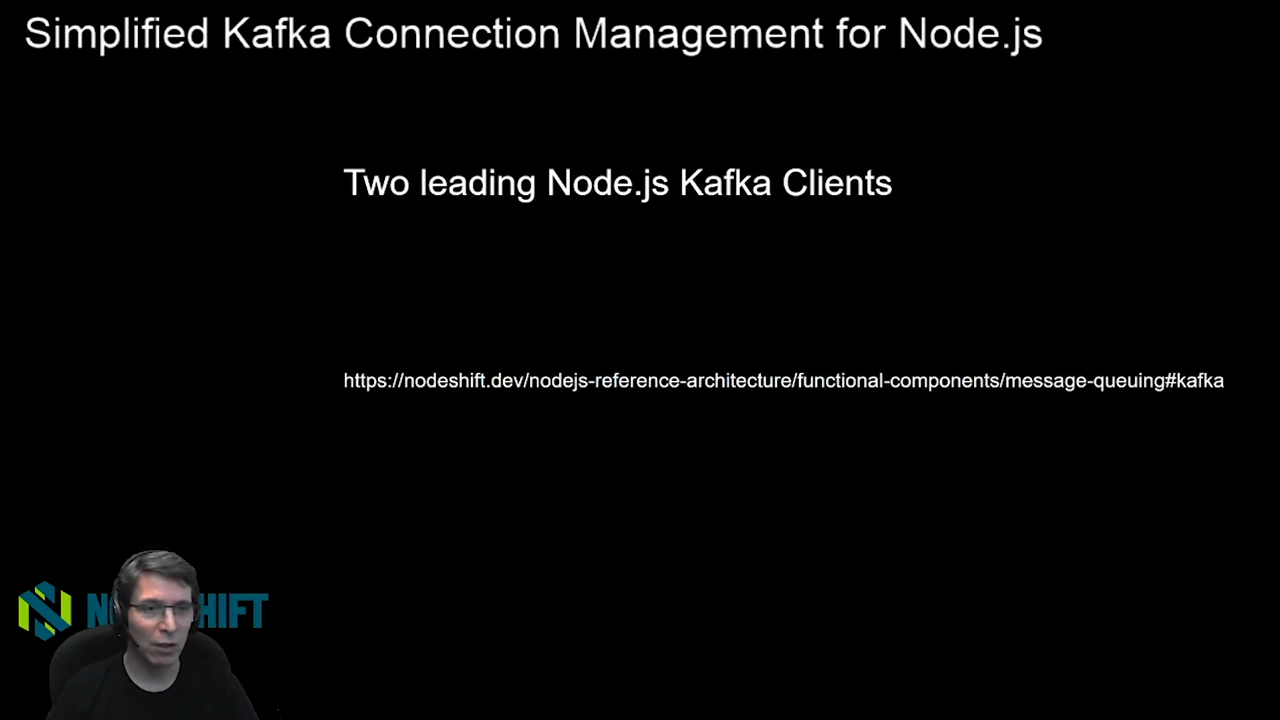 Simplified Kafka Connection Management for Node.js
Two leading Node.js Kafka Clients
https://nodeshift.dev/nodejs-reference-architecture/functional-components/message-queuing#kafka